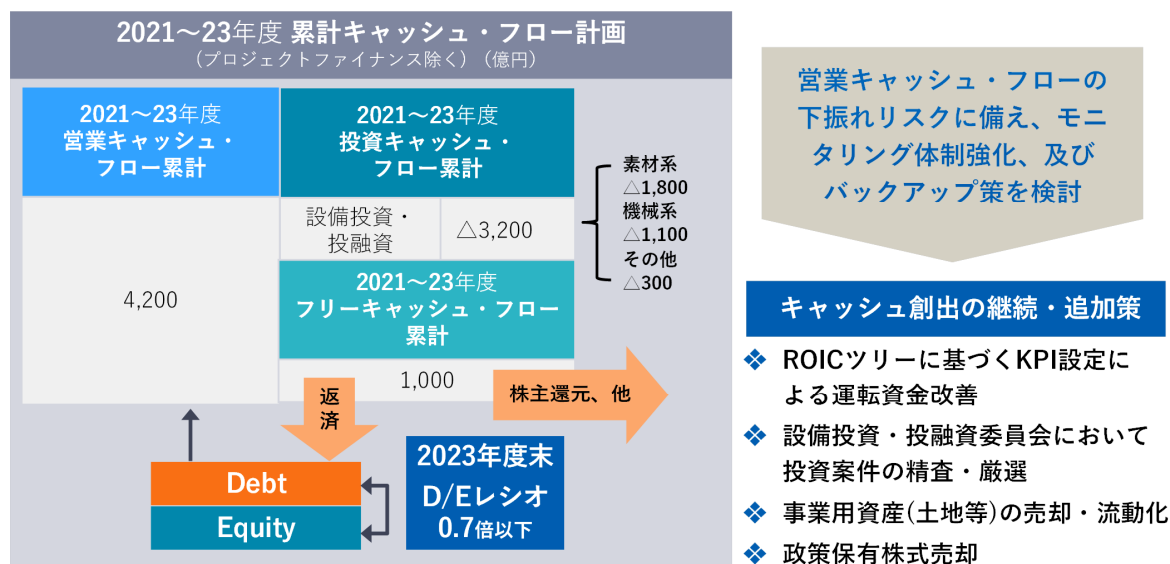 2021～23年度 累計キャッシュ・フロー計画
（プロジェクトファイナンス除く）（億円）
2021～23年度
営業キャッシュ・
フロー累計
4,200
2021～23年度
投資キャッシュ・
フロー累計
設備投資・
投融資
△3,200
素材系
△1,800
機械系
△1,100
その他
△300
2021～23年度
フリーキャッシュ・フロー
累計
1,000
返
済
株主還元、他
Debt
Equity
2023年度末
D/Eレシオ
0.7倍以下
営業キャッシュ・フローの
下振れリスクに備え、モニ
タリング体制強化、及び
バックアップ策を検討
キャッシュ創出の継続・追加策
❖ ROICツリーに基づくKPI設定に
よる運転資金改善
❖ 設備投資・投融資委員会において
投資案件の精査・厳選
❖ 事業用資産(土地等)の売却・流動化
❖ 政策保有株式売却